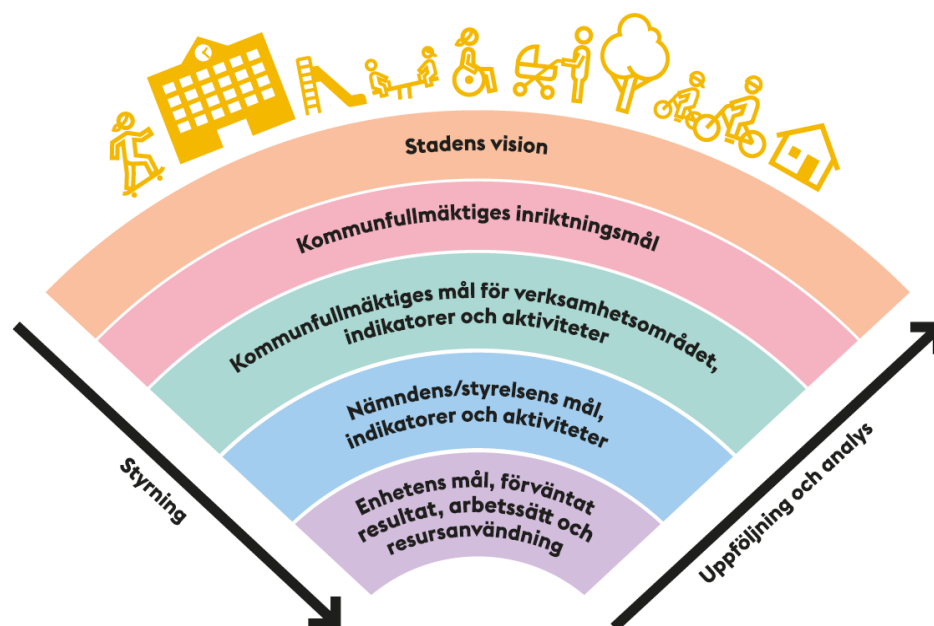 Stadens vision
Kommunfullmäktiges inriktningsmål
Kommunfullmäktiges mål för verksamhetsområdet,
indikatorer och aktiviteter
Nämndens/styrelsens mål,
indikatorer och aktiviteter
Enhetens mål, förväntat
resultat, arbetssätt och
resursanvändning
Styrning
Uppföljning och analys